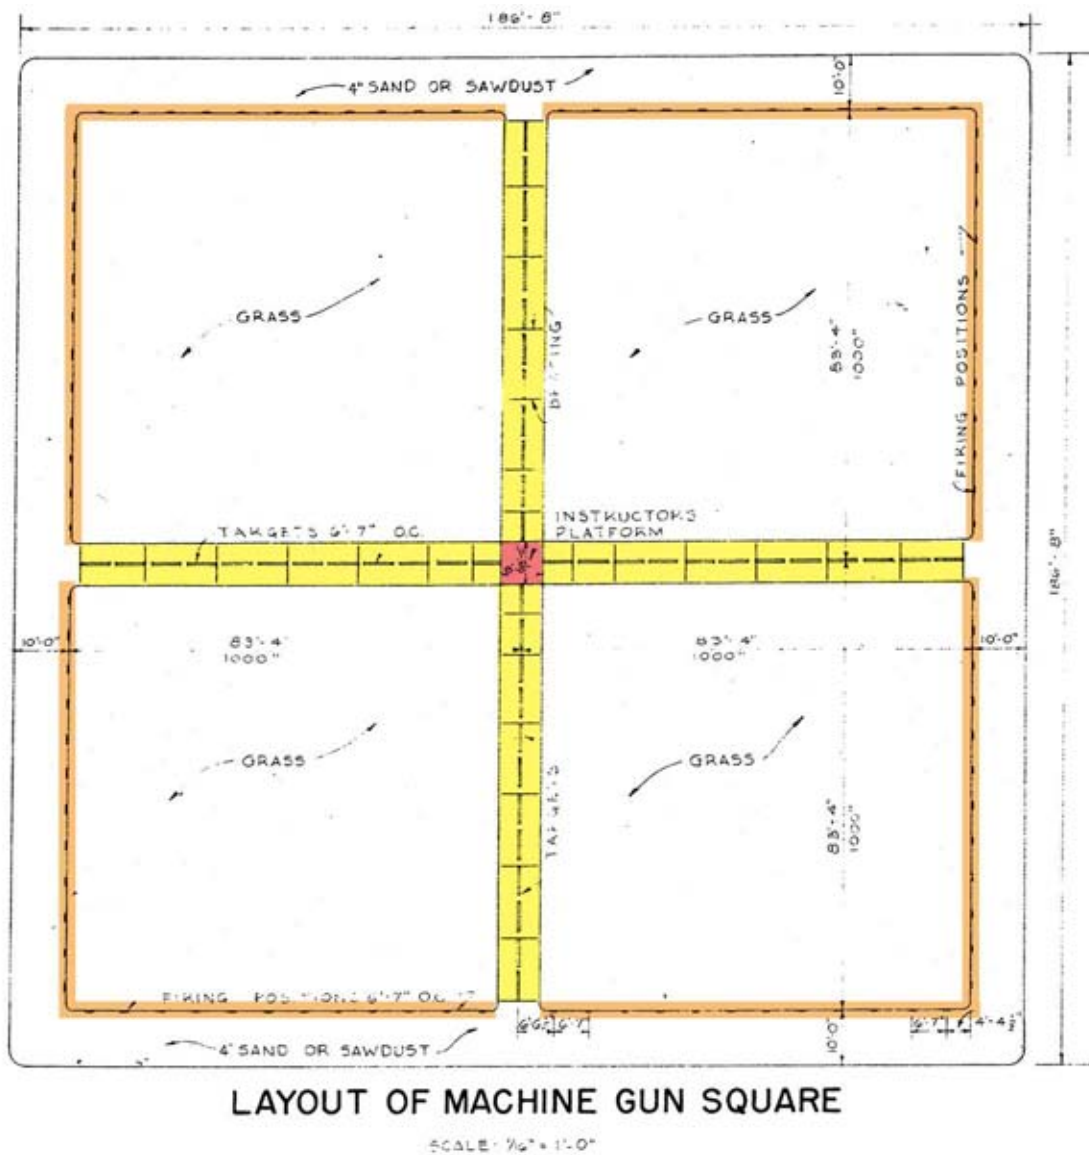 186'-8"
4" SAND OR SAWDUST
10'-0"
GRASS
GRASS
83'-4"
1000"
FIRING POSITIONS
TARGETS 6'-7" O.C.
INSTRUCTORS
PLATFORM
186'-8"
10'-0"
83'-4"
1000"
83'-4"
1000"
10'-0"
GRASS
GRASS
TARGETS
83'-4"
1000"
FIRING POSITIONS 6'-7" O.C.
6'-7"
6'-7"
4'-4½"
4" SAND OR SAWDUST
10'-0"
LAYOUT OF MACHINE GUN SQUARE
SCALE:
1'-0"